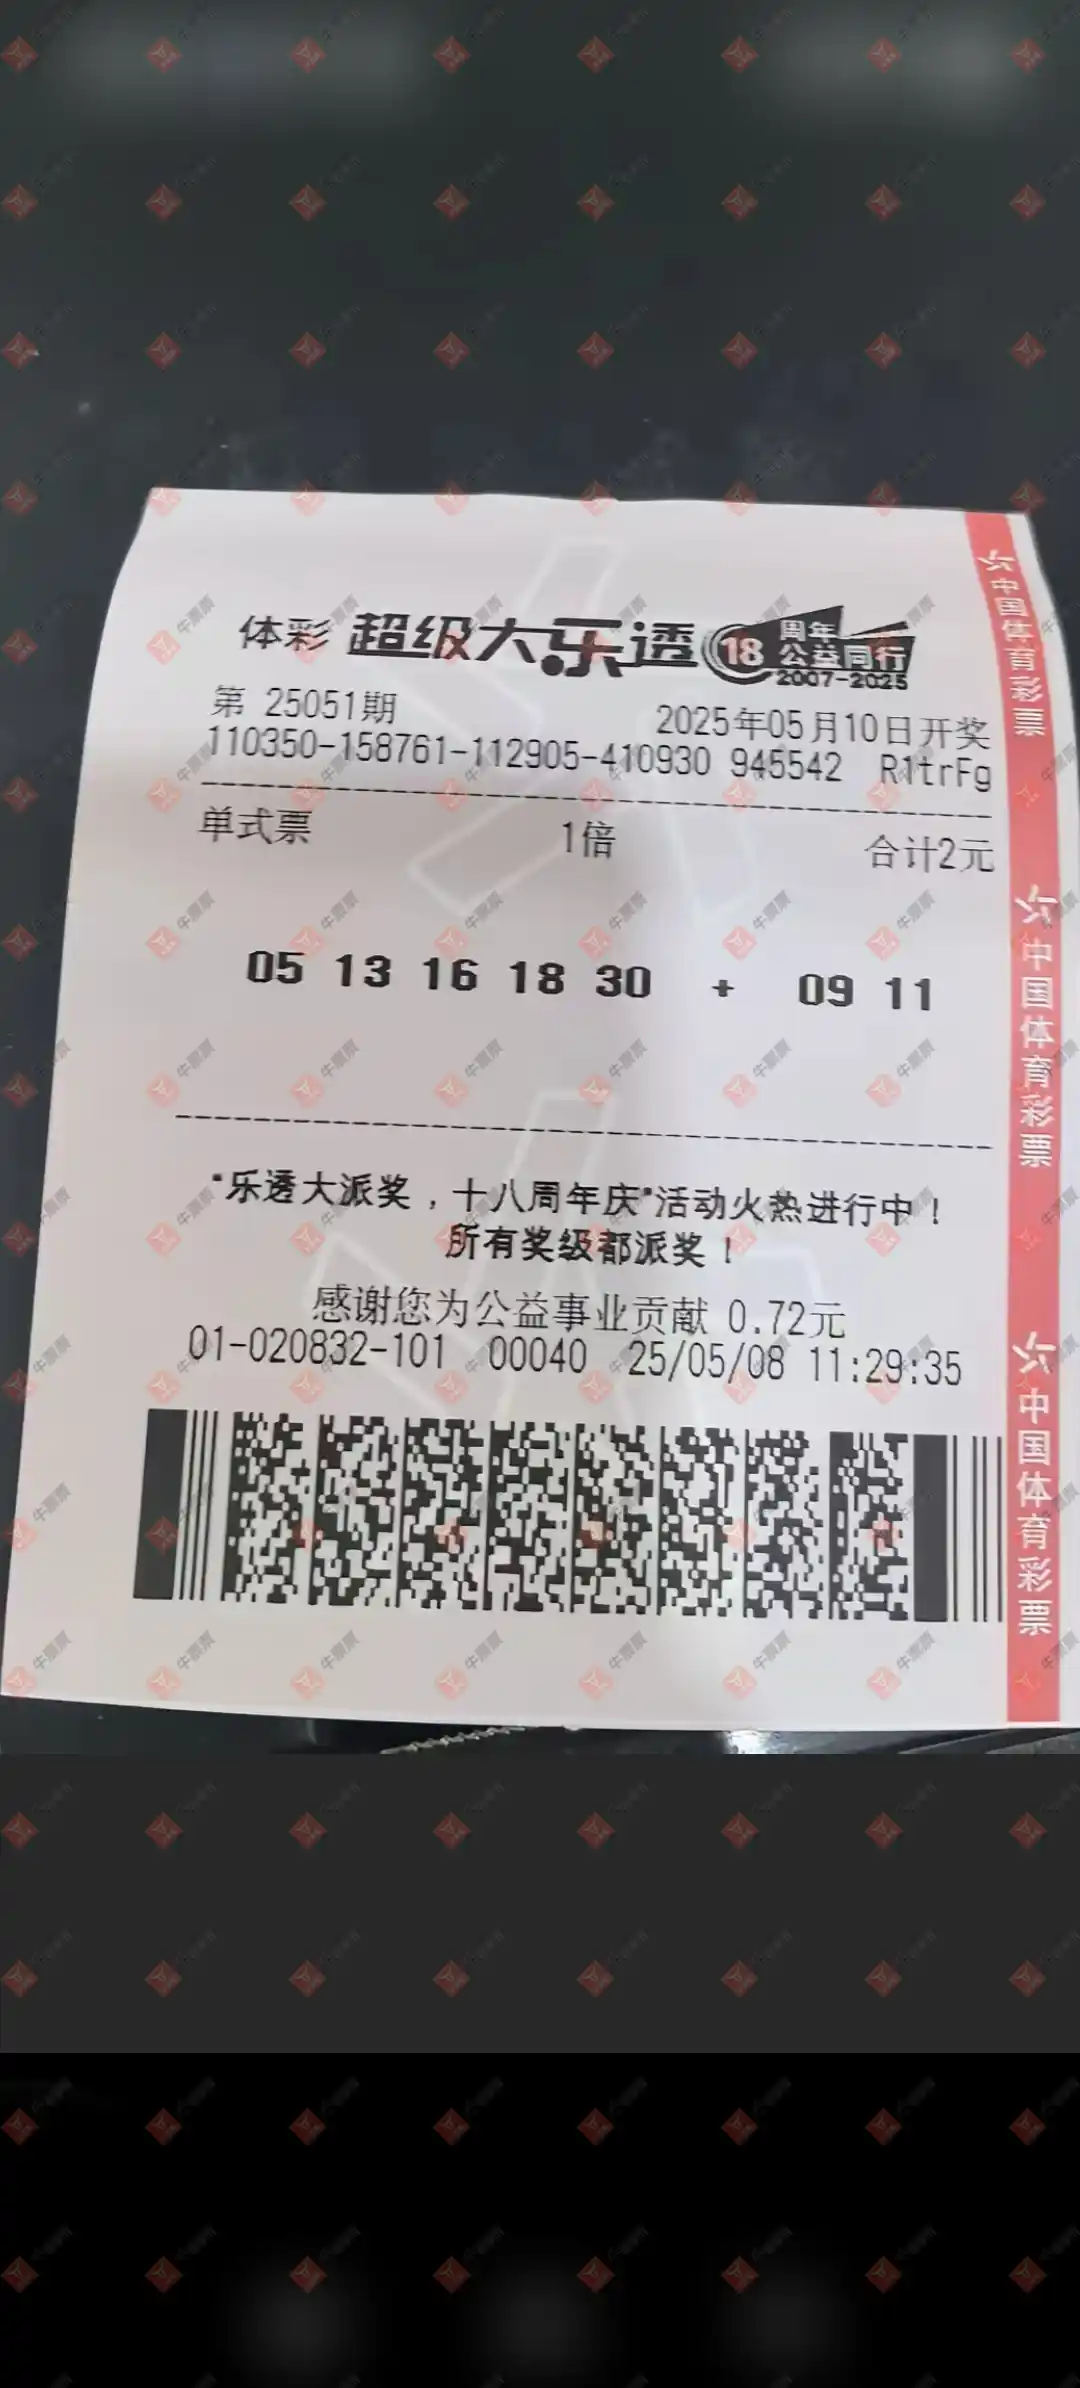 体彩 超级大乐透 18 周年 公益同行 2007-2025
第 25051期 2025年05月10日开奖
110350-158761-112905-410930 945542 R1trFg
单式票 1倍 合计2元
05 13 16 18 30 + 09 11
"乐透大派奖，十八周年庆"活动火热进行中！
所有奖级都派奖！
感谢您为公益事业贡献 0.72元
01-020832-101 00040 25/05/08 11:29:35
中国体育彩票
中国体育彩票
中国体育彩票
牛票票